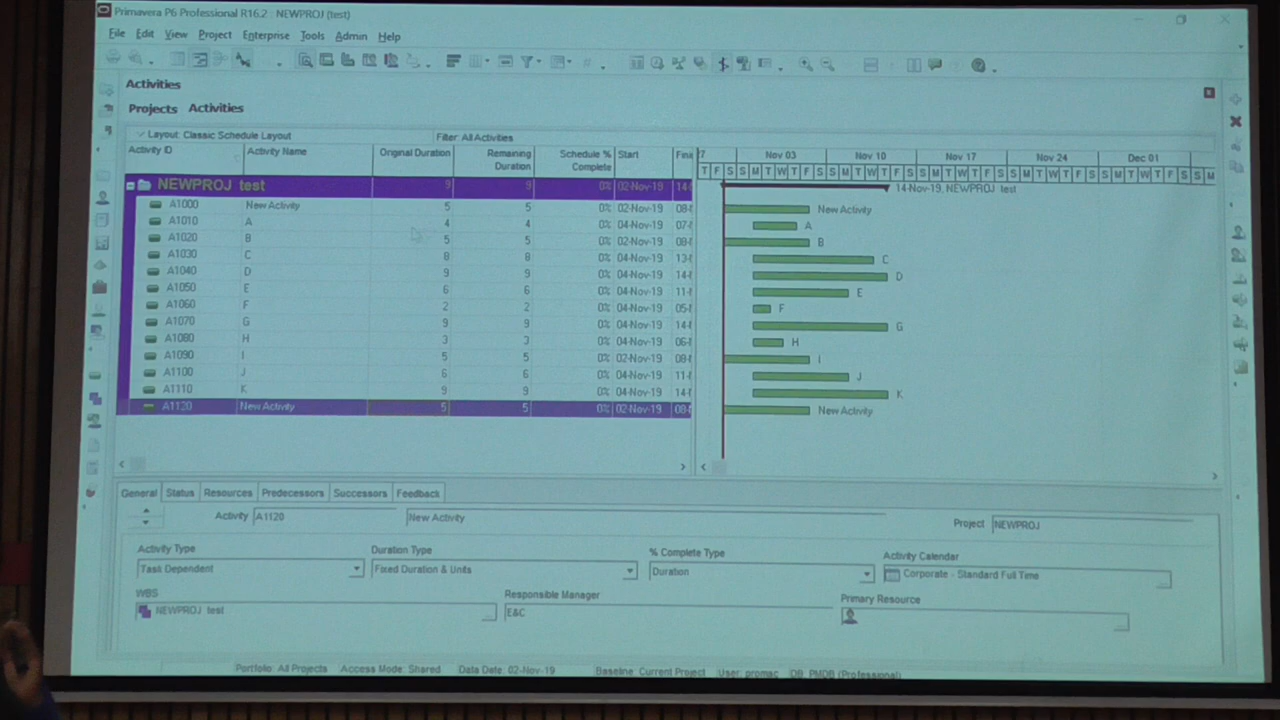 Primavera P6 Professional R16.2 : NEWPROJ (test)
File Edit View Project Enterprise Tools Admin Help
Activities
Projects Activities
Layout: Classic Schedule Layout Filter: All Activities
Activity ID Activity Name Original Duration Remaining Duration Schedule % Complete Start
Nov 03 Nov 10 Nov 17 Nov 24 Dec 01
T F S S M T W T F S S M T W T F S S M T W T F S S M T W T F S S M T W T F S S M
NEWPROJ test 9 9 0% 02-Nov-19 14-Nov-19, NEWPROJ test
A1000 New Activity 5 5 0% 02-Nov-19 New Activity
A1010 A 4 4 0% 04-Nov-19 A
A1020 B 5 5 0% 02-Nov-19 B
A1030 C 8 8 0% 04-Nov-19 C
A1040 D 9 9 0% 04-Nov-19 D
A1050 E 6 6 0% 04-Nov-19 E
A1060 F 2 2 0% 04-Nov-19 F
A1070 G 9 9 0% 04-Nov-19 G
A1080 H 3 3 0% 04-Nov-19 H
A1090 I 5 5 0% 02-Nov-19 I
A1100 J 6 6 0% 04-Nov-19 J
A1110 K 9 9 0% 04-Nov-19 K
A1120 New Activity 5 5 0% 02-Nov-19 New Activity
General Status Resources Predecessors Successors Feedback
Activity A1120 New Activity Project NEWPROJ
Activity Type Duration Type % Complete Type Activity Calendar
Task Dependent Fixed Duration & Units Duration Corporate - Standard Full Time
WBS Responsible Manager Primary Resource
NEWPROJ test E&C
Portfolio: All Projects Access Mode: Shared Data Date: 02-Nov-19 Baseline: Current Project User: promac DB: PMDB (Professional)